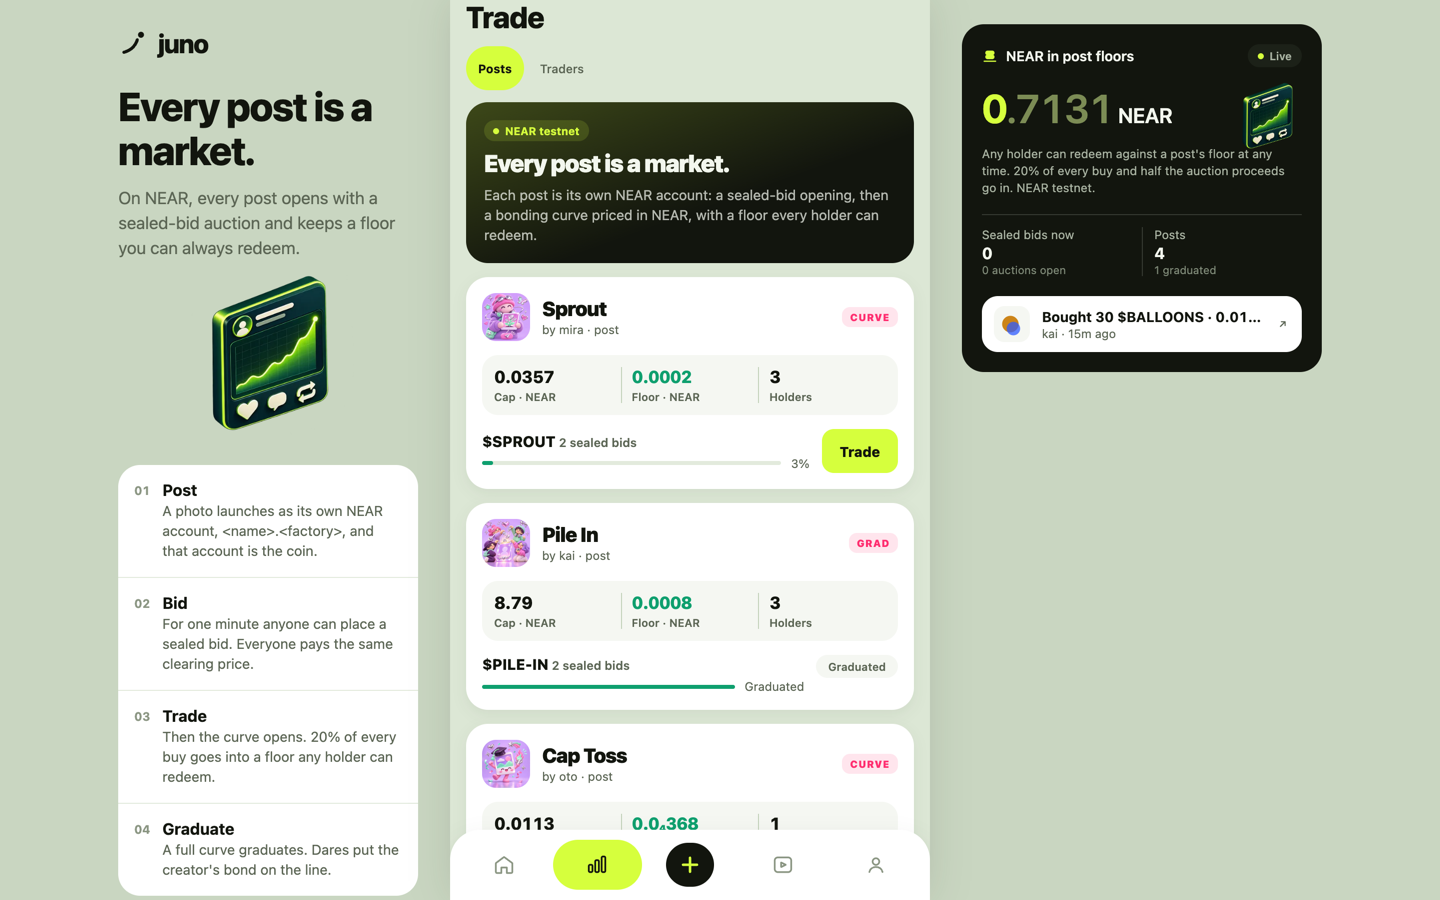 juno
Every post is a
market.
On NEAR, every post opens with a
sealed-bid auction and keeps a floor
you can always redeem.
01 Post
A photo launches as its own NEAR
account, <name>.<factory>, and
that account is the coin.
02 Bid
For one minute anyone can place a
sealed bid. Everyone pays the same
clearing price.
03 Trade
Then the curve opens. 20% of every
buy goes into a floor any holder can
redeem.
04 Graduate
A full curve graduates. Dares put the
creator's bond on the line.
Trade
Posts Traders
NEAR testnet
Every post is a market.
Each post is its own NEAR account: a sealed-bid opening, then
a bonding curve priced in NEAR, with a floor every holder can
redeem.
Sprout
by mira · post
CURVE
0.0357 0.0002 3
Cap · NEAR Floor · NEAR Holders
$SPROUT 2 sealed bids
3%
Trade
Pile In
by kai · post
GRAD
8.79 0.0008 3
Cap · NEAR Floor · NEAR Holders
$PILE-IN 2 sealed bids
Graduated
Graduated
Cap Toss
by oto · post
CURVE
0.0113 0.0₄368 1
NEAR in post floors
Live
0.7131 NEAR
Any holder can redeem against a post's floor at any
time. 20% of every buy and half the auction proceeds
go in. NEAR testnet.
Sealed bids now Posts
0 4
0 auctions open 1 graduated
Bought 30 $BALLOONS · 0.01...
kai · 15m ago